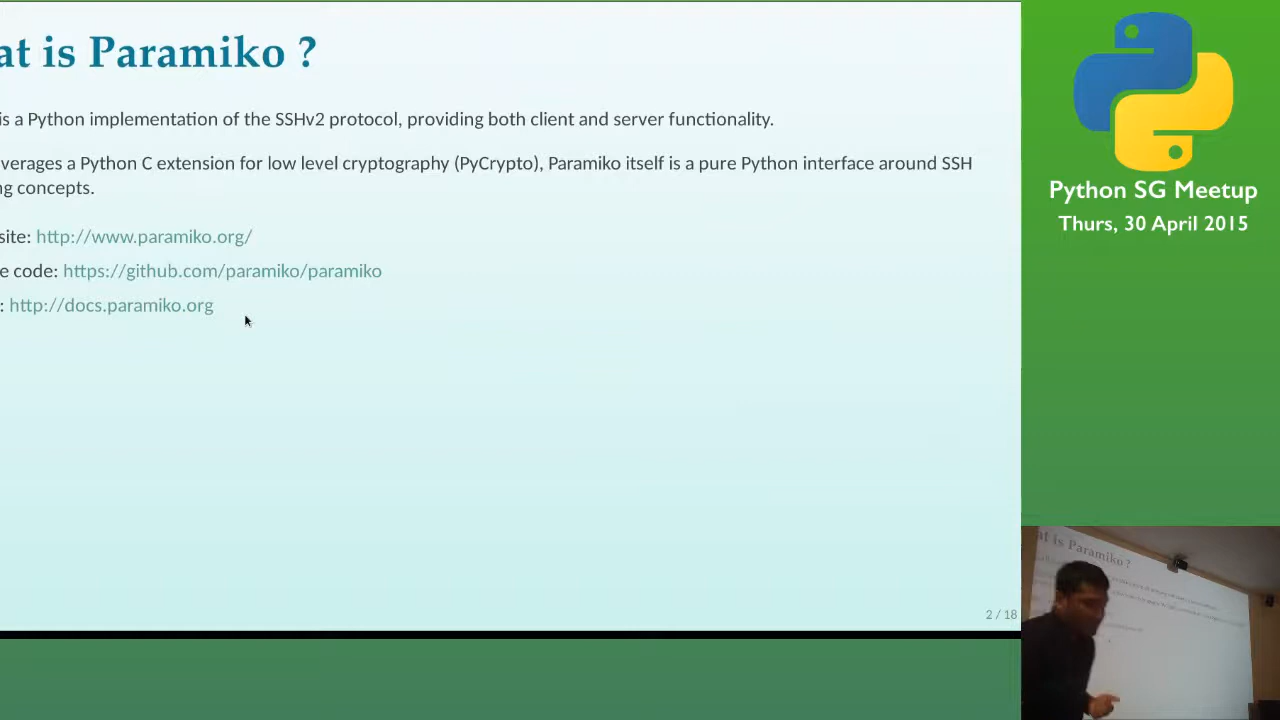 at is Paramiko ?
is a Python implementation of the SSHv2 protocol, providing both client and server functionality.
verages a Python C extension for low level cryptography (PyCrypto), Paramiko itself is a pure Python interface around SSH
ng concepts.
site: http://www.paramiko.org/
e code: https://github.com/paramiko/paramiko
: http://docs.paramiko.org
2 / 18
Python SG Meetup
Thurs, 30 April 2015
at is Paramiko ?